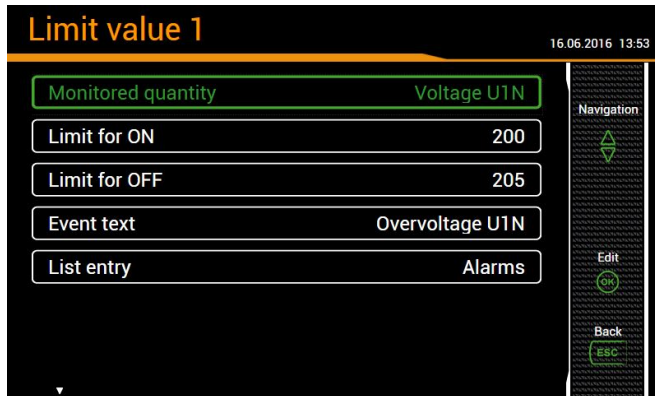 Limit value 1
16.06.2016 13:53
Monitored quantity Voltage U1N
Limit for ON 200
Limit for OFF 205
Event text Overvoltage U1N
List entry Alarms
Navigation
Edit
OK
Back
ESC